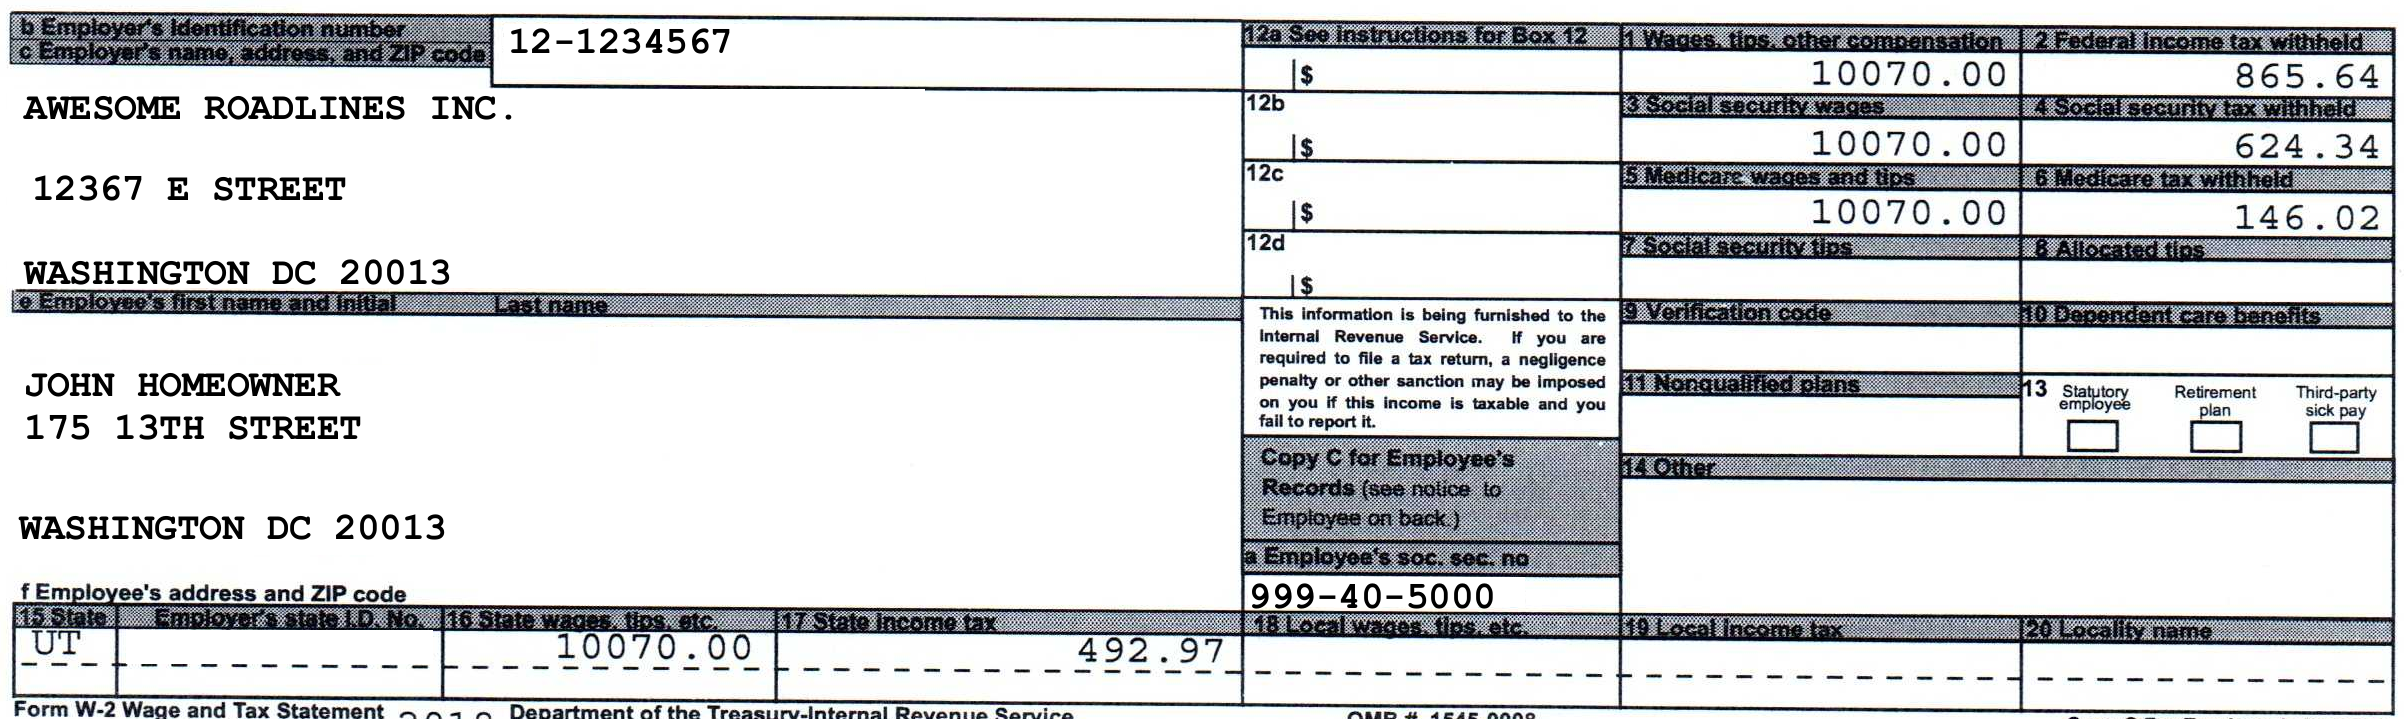 b Employer's Identification number
12-1234567
c Employer's name, address, and ZIP code
AWESOME ROADLINES INC.
12367 E STREET
WASHINGTON DC 20013
e Employee's first name and initial Last name
JOHN HOMEOWNER
175 13TH STREET
WASHINGTON DC 20013
f Employee's address and ZIP code
12a See instructions for Box 12
$
12b
$
12c
$
12d
$
This information is being furnished to the
Internal Revenue Service. If you are
required to file a tax return, a negligence
penalty or other sanction may be imposed
on you if this income is taxable and you
fail to report it.
Copy C for Employee's
Records (see notice to
Employee on back.)
a Employee's soc. sec. no
999-40-5000
1 Wages, tips, other compensation
10070.00
2 Federal income tax withheld
865.64
3 Social security wages
10070.00
4 Social security tax withheld
624.34
5 Medicare wages and tips
10070.00
6 Medicare tax withheld
146.02
7 Social security tips
8 Allocated tips
9 Verification code
10 Dependent care benefits
11 Nonqualified plans
13 Statutory employee
Retirement plan
Third-party sick pay
14 Other
15 State Employer's state I.D. No. 16 State wages, tips, etc. 17 State income tax 18 Local wages, tips, etc. 19 Local income tax 20 Locality name
UT 10070.00 492.97
Form W-2 Wage and Tax Statement Department of the Treasury-Internal Revenue Service OMB # 1545-0008